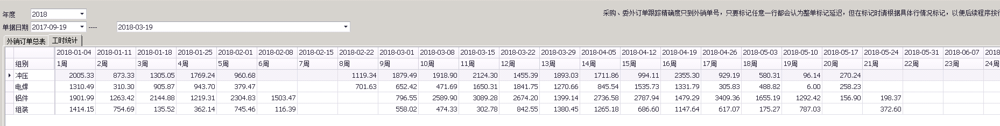 年度 2018 采购、委外订单跟踪精确度只到外销单号，只要标记任意一行都会认为整单标记延迟，但在标记时请根据具体行情况标记，以便后续程序按行
单据日期 2017-09-19 ---- 2018-03-19
外销订单总表 工时统计
2018-01-04 2018-01-11 2018-01-18 2018-01-25 2018-02-01 2018-02-08 2018-02-15 2018-02-22 2018-03-01 2018-03-08 2018-03-15 2018-03-22 2018-03-29 2018-04-05 2018-04-12 2018-04-19 2018-04-26 2018-05-03 2018-05-10 2018-05-17 2018-05-24 2018-05-31 2018-06-07 2018
组别 1周 2周 3周 4周 5周 6周 7周 8周 9周 10周 11周 12周 13周 14周 15周 16周 17周 18周 19周 20周 21周 22周 23周 24周
冲压 2005.33 873.33 1305.05 1769.24 960.68 1119.34 1879.49 1918.90 2124.30 1455.39 1893.03 1711.86 994.11 2355.30 929.19 580.31 96.14 270.24
电焊 1310.49 310.30 905.87 943.70 379.47 701.63 652.42 471.69 1650.31 1841.75 1270.66 845.54 1535.73 1331.79 305.83 488.82 6.00 258.23
铝件 1901.99 1263.42 2144.88 1219.31 2304.83 1503.47 796.55 2589.90 3089.28 2674.20 1399.14 2736.58 2787.94 1479.29 3409.36 1655.19 1292.42 156.90 198.37
组装 1414.15 754.69 135.52 362.14 745.46 116.39 558.02 474.33 302.78 842.55 1380.45 1265.18 686.60 1147.64 617.07 175.27 787.03 372.60